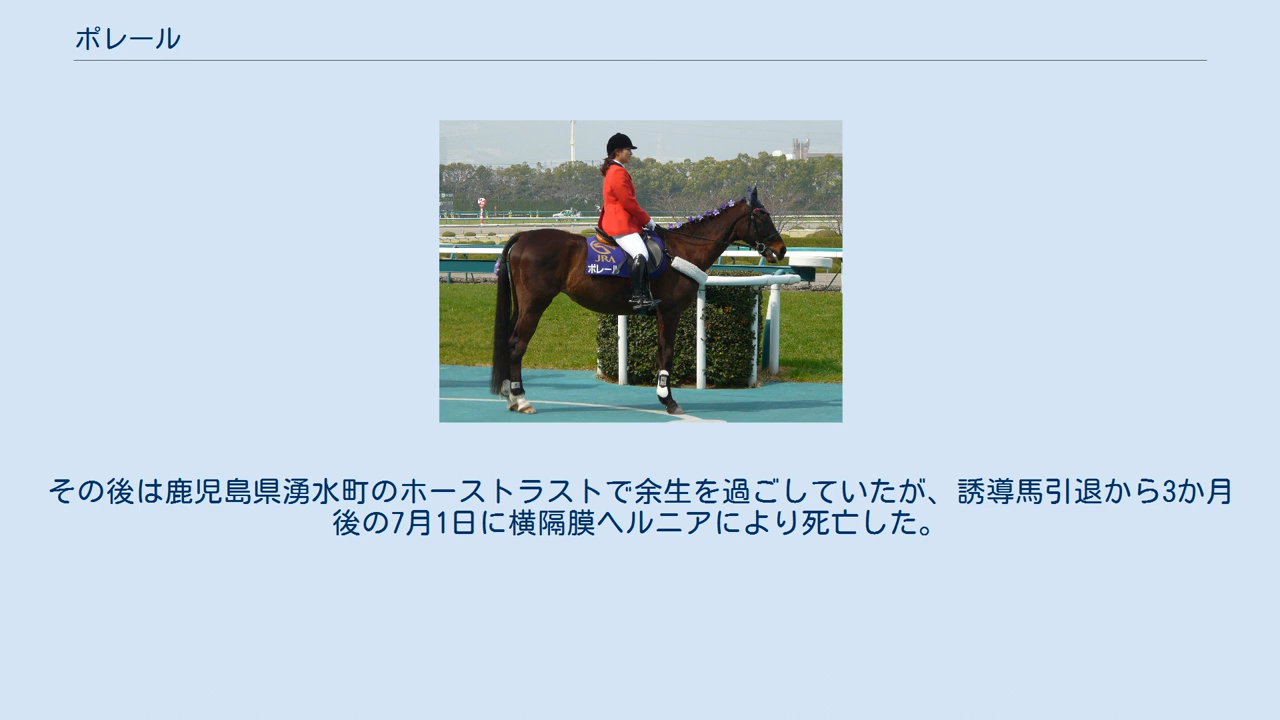 ポレール
JRA
ポレール
その後は鹿児島県湧水町のホーストラストで余生を過ごしていたが、誘導馬引退から3か月
後の7月1日に横隔膜ヘルニアにより死亡した。